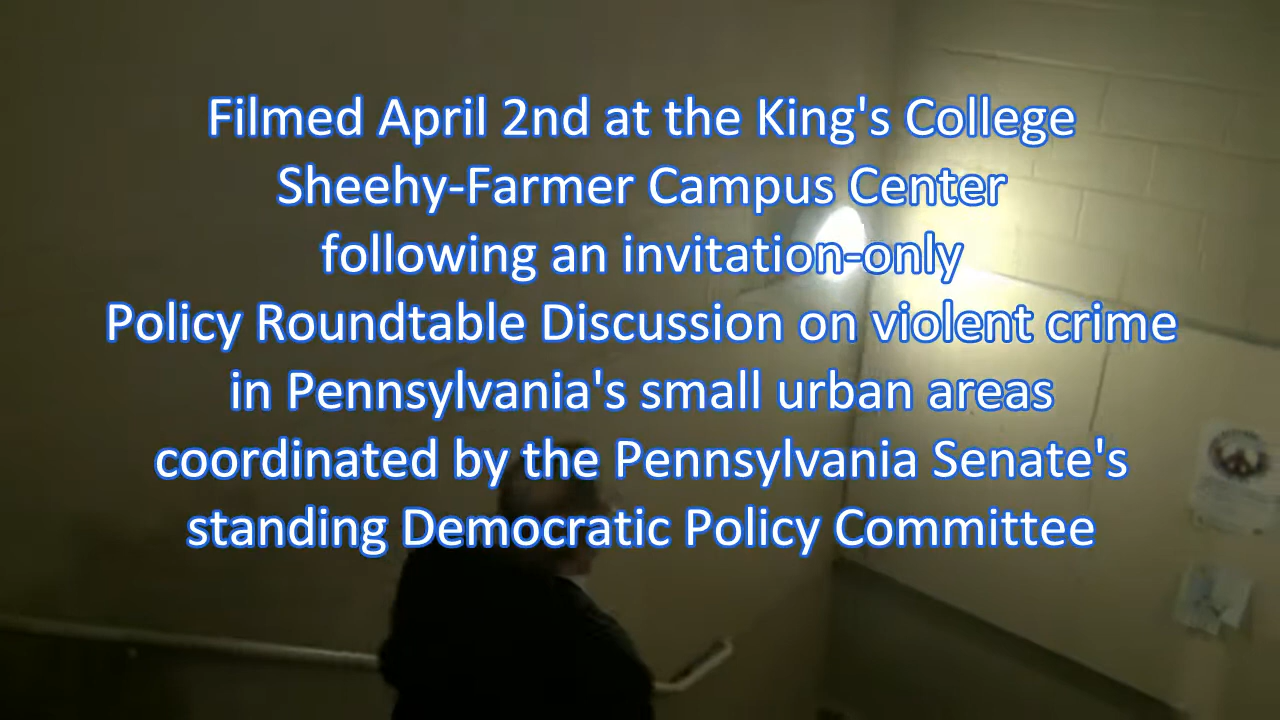 Filmed April 2nd at the King's College
Sheehy-Farmer Campus Center
following an invitation-only
Policy Roundtable Discussion on violent crime
in Pennsylvania's small urban areas
coordinated by the Pennsylvania Senate's
standing Democratic Policy Committee